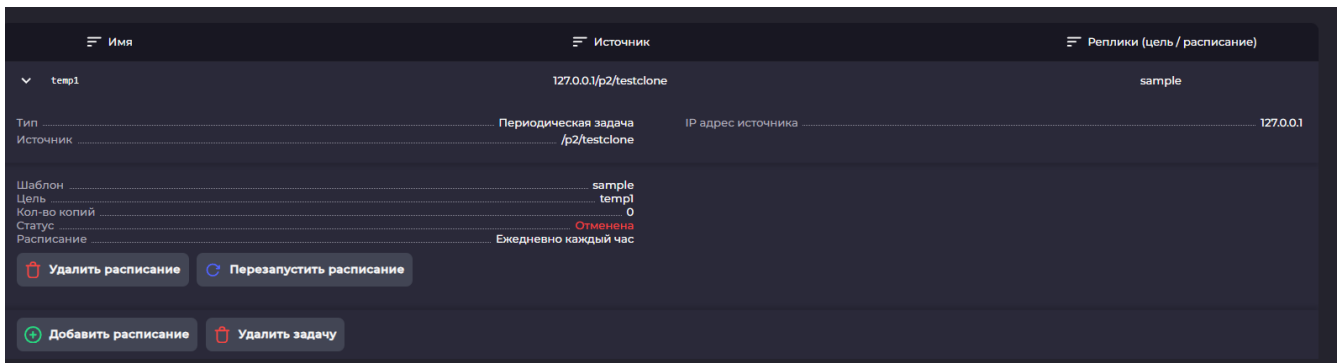 Имя Источник Реплики (цель / расписание)
temp1 127.0.0.1/p2/testclone sample
Тип Периодическая задача IP адрес источника 127.0.0.1
Источник /p2/testclone
Шаблон sample
Цель temp1
Кол-во копий 0
Статус Отменена
Расписание Ежедневно каждый час
Удалить расписание Перезапустить расписание
Добавить расписание Удалить задачу